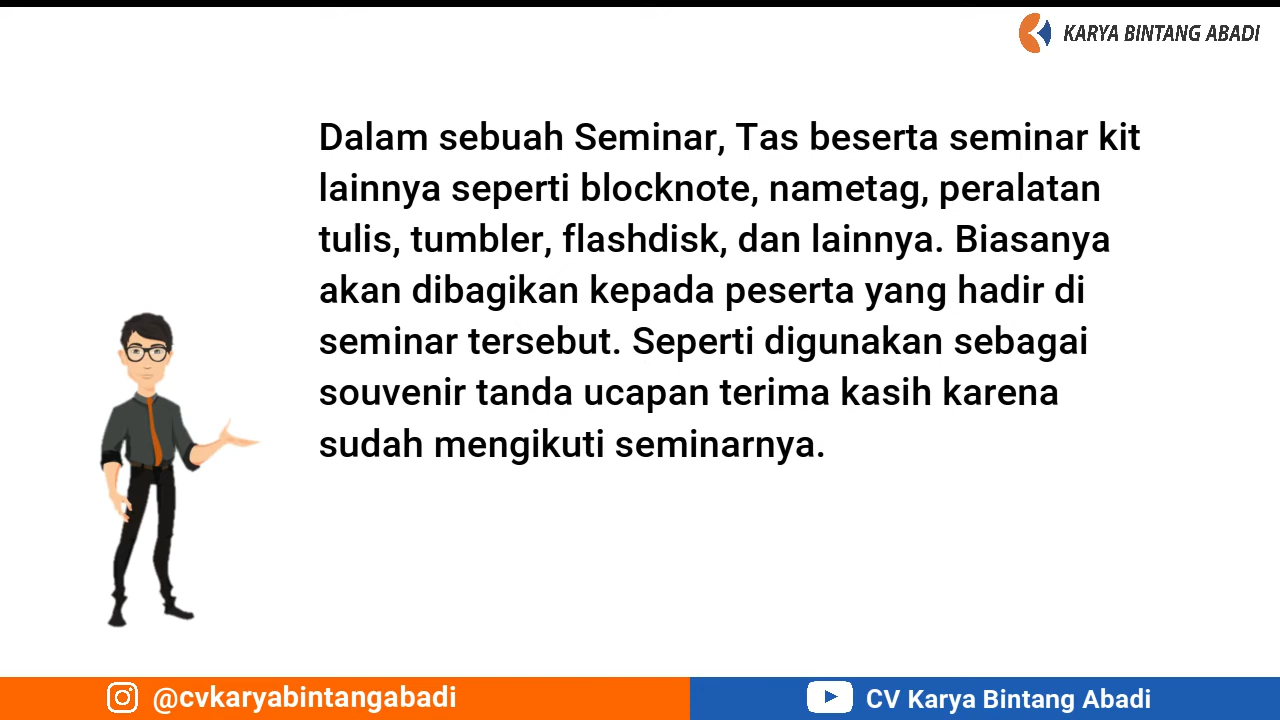 KARYA BINTANG ABADI
Dalam sebuah Seminar, Tas beserta seminar kit
lainnya seperti blocknote, nametag, peralatan
tulis, tumbler, flashdisk, dan lainnya. Biasanya
akan dibagikan kepada peserta yang hadir di
seminar tersebut. Seperti digunakan sebagai
souvenir tanda ucapan terima kasih karena
sudah mengikuti seminarnya.
@cvkaryabintangabadi
CV Karya Bintang Abadi